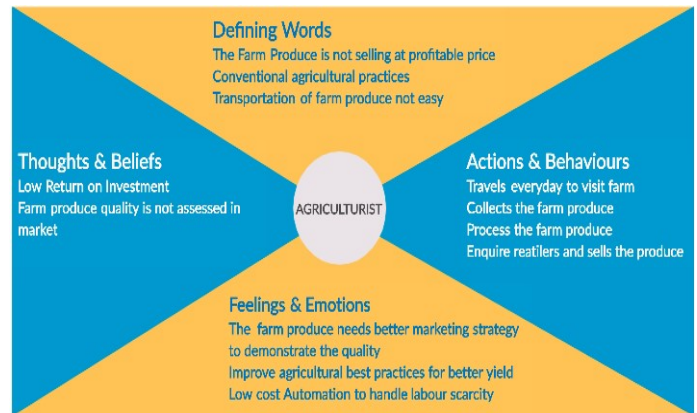 Defining Words
The Farm Produce is not selling at profitable price
Conventional agricultural practices
Transportation of farm produce not easy
Thoughts & Beliefs
Low Return on Investment
Farm produce quality is not assessed in
market
AGRICULTURIST
Actions & Behaviours
Travels everyday to visit farm
Collects the farm produce
Process the farm produce
Enquire reatilers and sells the produce
Feelings & Emotions
The farm produce needs better marketing strategy
to demonstrate the quality
Improve agricultural best practices for better yield
Low cost Automation to handle labour scarcity